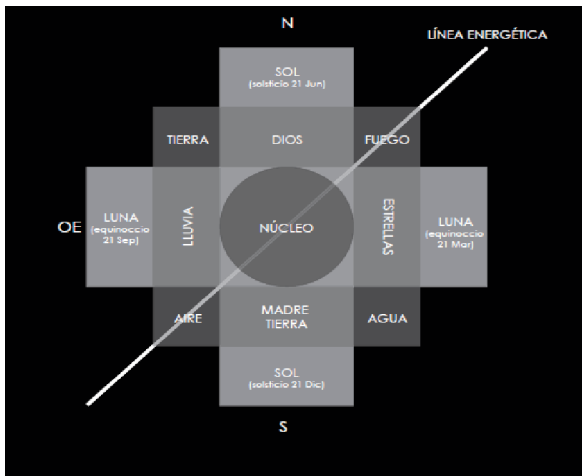 N
LÍNEA ENERGÉTICA
SOL
(solsticio 21 Jun)
TIERRA
DIOS
FUEGO
OE
LUNA
(equinoccio
21 Sep)
LLUVIA
NÚCLEO
ESTRELLAS
LUNA
(equinoccio
21 Mar)
AIRE
MADRE
TIERRA
AGUA
SOL
(solsticio 21 Dic)
S